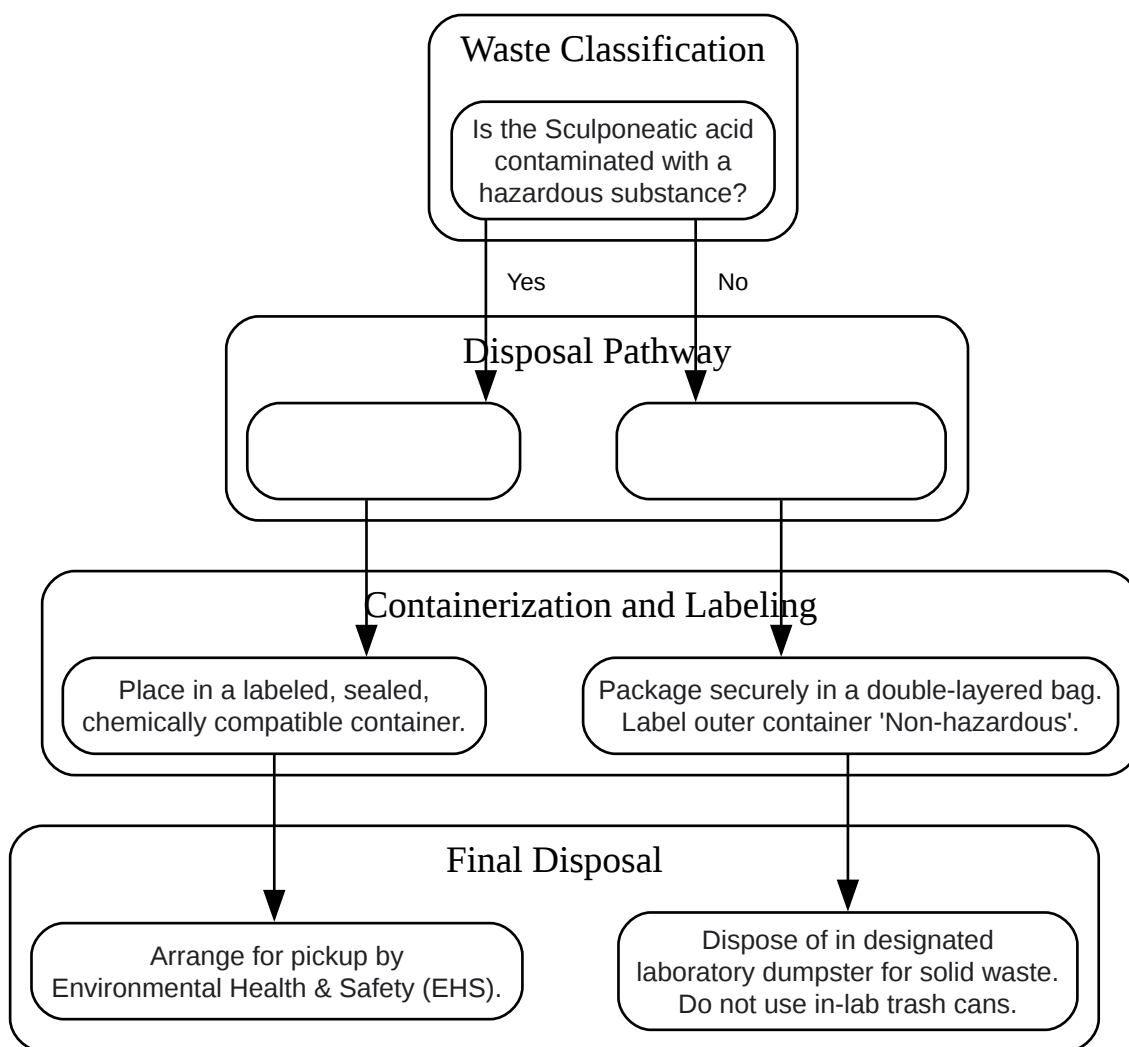 Waste Classification
Is the Sculponeatic acid
contaminated with a
hazardous substance?
Yes
No
Disposal Pathway
Containerization and Labeling
Place in a labeled, sealed,
chemically compatible container.
Package securely in a double-layered bag.
Label outer container 'Non-hazardous'.
Final Disposal
Arrange for pickup by
Environmental Health & Safety (EHS).
Dispose of in designated
laboratory dumpster for solid waste.
Do not use in-lab trash cans.